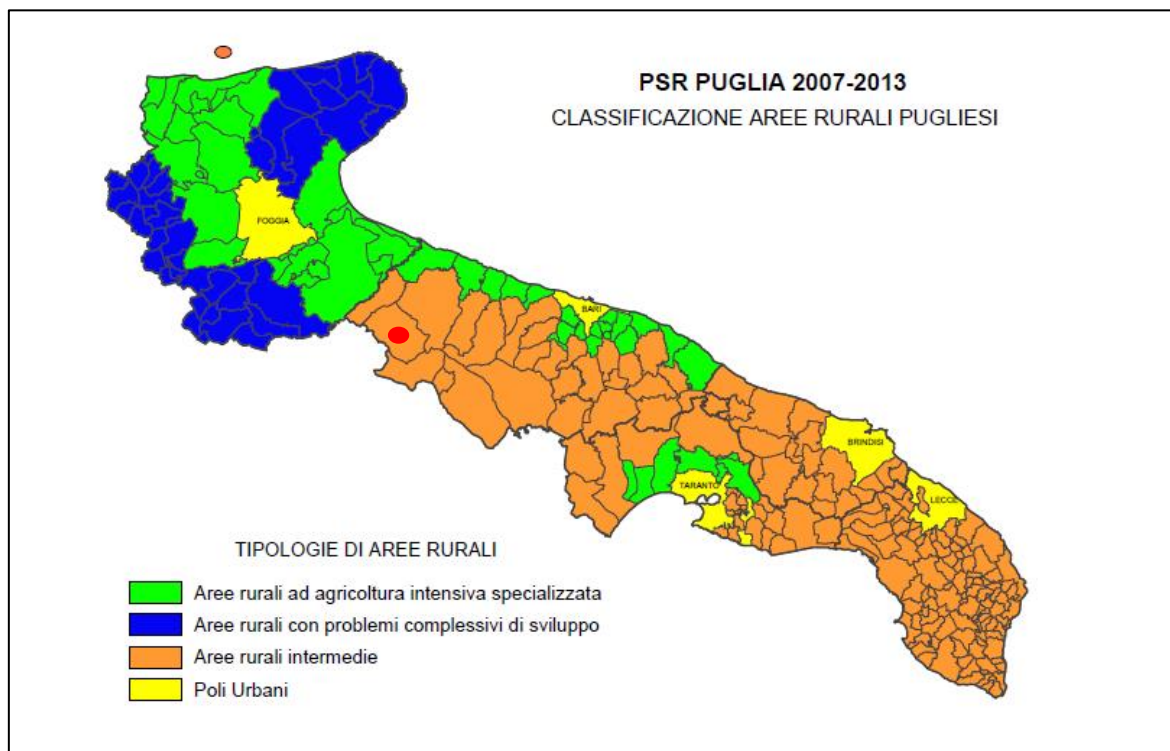 PSR PUGLIA 2007-2013
CLASSIFICAZIONE AREE RURALI PUGLIESI
FOGGIA
BARI
BRINDISI
TARANTO
LECCE
TIPOLOGIE DI AREE RURALI
Aree rurali ad agricoltura intensiva specializzata
Aree rurali con problemi complessivi di sviluppo
Aree rurali intermedie
Poli Urbani